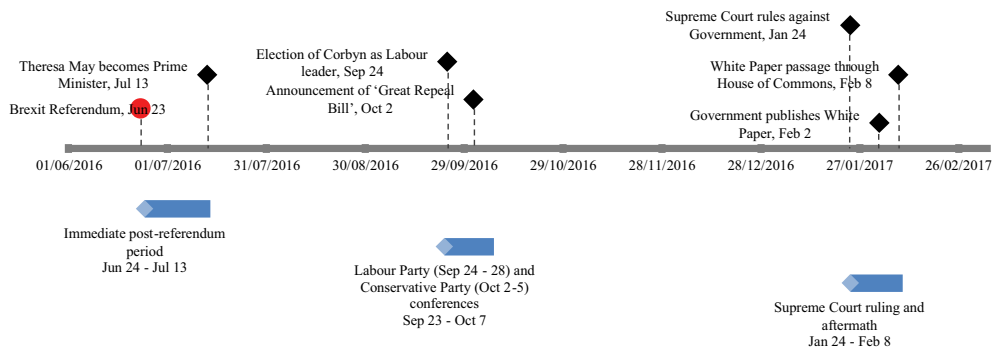 Supreme Court rules against
Government, Jan 24
Election of Corbyn as Labour
leader, Sep 24
Theresa May becomes Prime
Minister, Jul 13
White Paper passage through
House of Commons, Feb 8
Announcement of ‘Great Repeal
Bill’, Oct 2
Brexit Referendum, Jun 23
Government publishes White
Paper, Feb 2
01/06/2016 01/07/2016 31/07/2016 30/08/2016 29/09/2016 29/10/2016 28/11/2016 28/12/2016 27/01/2017 26/02/2017
Immediate post-referendum
period
Jun 24 - Jul 13
Labour Party (Sep 24 - 28) and
Conservative Party (Oct 2-5)
conferences
Sep 23 - Oct 7
Supreme Court ruling and
aftermath
Jan 24 - Feb 8